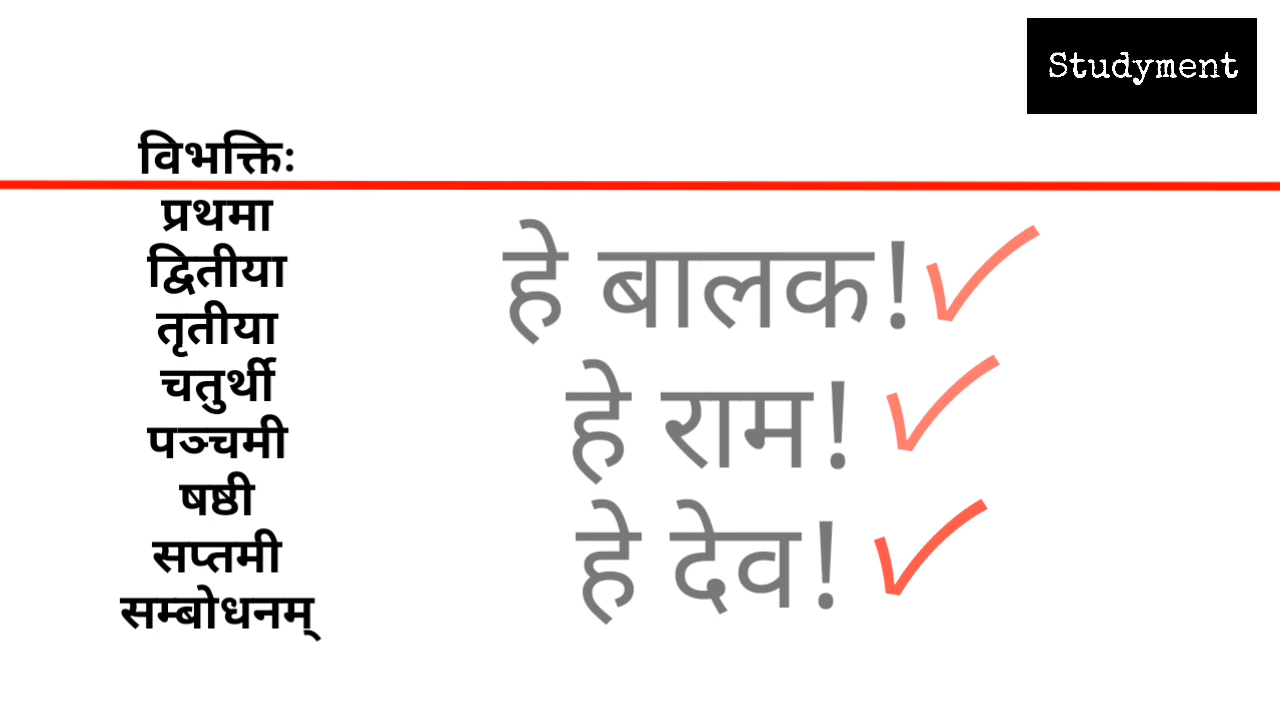 Studyment
विभक्तिः
प्रथमा
द्वितीया
तृतीया
चतुर्थी
पञ्चमी
षष्ठी
सप्तमी
सम्बोधनम्
हे बालक!
हे राम!
हे देव!